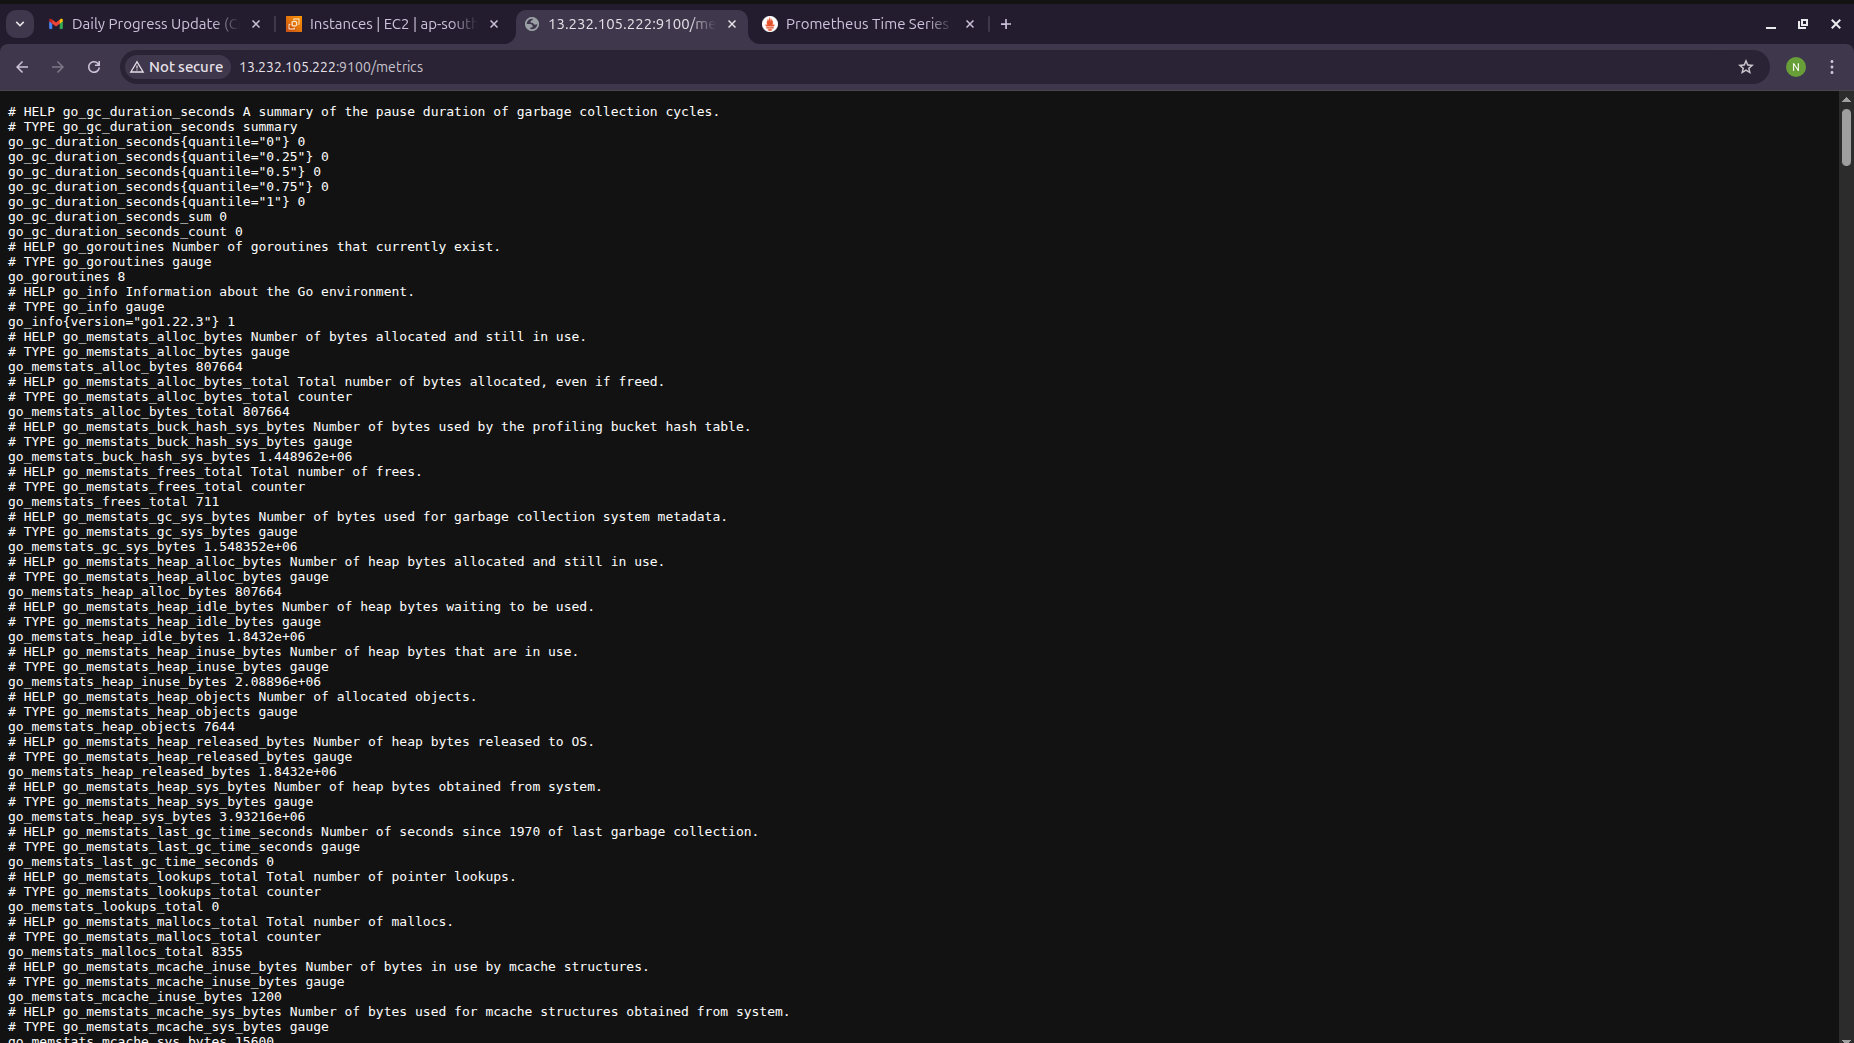 Daily Progress Update (C
Instances | EC2 | ap-sout
13.232.105.222:9100/me
Prometheus Time Series
Not secure
13.232.105.222:9100/metrics
N
# HELP go_gc_duration_seconds A summary of the pause duration of garbage collection cycles.
# TYPE go_gc_duration_seconds summary
go_gc_duration_seconds{quantile="0"} 0
go_gc_duration_seconds{quantile="0.25"} 0
go_gc_duration_seconds{quantile="0.5"} 0
go_gc_duration_seconds{quantile="0.75"} 0
go_gc_duration_seconds{quantile="1"} 0
go_gc_duration_seconds_sum 0
go_gc_duration_seconds_count 0
# HELP go_goroutines Number of goroutines that currently exist.
# TYPE go_goroutines gauge
go_goroutines 8
# HELP go_info Information about the Go environment.
# TYPE go_info gauge
go_info{version="go1.22.3"} 1
# HELP go_memstats_alloc_bytes Number of bytes allocated and still in use.
# TYPE go_memstats_alloc_bytes gauge
go_memstats_alloc_bytes 807664
# HELP go_memstats_alloc_bytes_total Total number of bytes allocated, even if freed.
# TYPE go_memstats_alloc_bytes_total counter
go_memstats_alloc_bytes_total 807664
# HELP go_memstats_buck_hash_sys_bytes Number of bytes used by the profiling bucket hash table.
# TYPE go_memstats_buck_hash_sys_bytes gauge
go_memstats_buck_hash_sys_bytes 1.448962e+06
# HELP go_memstats_frees_total Total number of frees.
# TYPE go_memstats_frees_total counter
go_memstats_frees_total 711
# HELP go_memstats_gc_sys_bytes Number of bytes used for garbage collection system metadata.
# TYPE go_memstats_gc_sys_bytes gauge
go_memstats_gc_sys_bytes 1.548352e+06
# HELP go_memstats_heap_alloc_bytes Number of heap bytes allocated and still in use.
# TYPE go_memstats_heap_alloc_bytes gauge
go_memstats_heap_alloc_bytes 807664
# HELP go_memstats_heap_idle_bytes Number of heap bytes waiting to be used.
# TYPE go_memstats_heap_idle_bytes gauge
go_memstats_heap_idle_bytes 1.8432e+06
# HELP go_memstats_heap_inuse_bytes Number of heap bytes that are in use.
# TYPE go_memstats_heap_inuse_bytes gauge
go_memstats_heap_inuse_bytes 2.08896e+06
# HELP go_memstats_heap_objects Number of allocated objects.
# TYPE go_memstats_heap_objects gauge
go_memstats_heap_objects 7644
# HELP go_memstats_heap_released_bytes Number of heap bytes released to OS.
# TYPE go_memstats_heap_released_bytes gauge
go_memstats_heap_released_bytes 1.8432e+06
# HELP go_memstats_heap_sys_bytes Number of heap bytes obtained from system.
# TYPE go_memstats_heap_sys_bytes gauge
go_memstats_heap_sys_bytes 3.93216e+06
# HELP go_memstats_last_gc_time_seconds Number of seconds since 1970 of last garbage collection.
# TYPE go_memstats_last_gc_time_seconds gauge
go_memstats_last_gc_time_seconds 0
# HELP go_memstats_lookups_total Total number of pointer lookups.
# TYPE go_memstats_lookups_total counter
go_memstats_lookups_total 0
# HELP go_memstats_mallocs_total Total number of mallocs.
# TYPE go_memstats_mallocs_total counter
go_memstats_mallocs_total 8355
# HELP go_memstats_mcache_inuse_bytes Number of bytes in use by mcache structures.
# TYPE go_memstats_mcache_inuse_bytes gauge
go_memstats_mcache_inuse_bytes 1200
# HELP go_memstats_mcache_sys_bytes Number of bytes used for mcache structures obtained from system.
# TYPE go_memstats_mcache_sys_bytes gauge
go_memstats_mcache_sys_bytes 15600